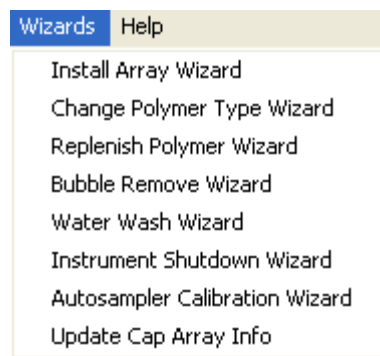 Wizards Help
Install Array Wizard
Change Polymer Type Wizard
Replenish Polymer Wizard
Bubble Remove Wizard
Water Wash Wizard
Instrument Shutdown Wizard
Autosampler Calibration Wizard
Update Cap Array Info